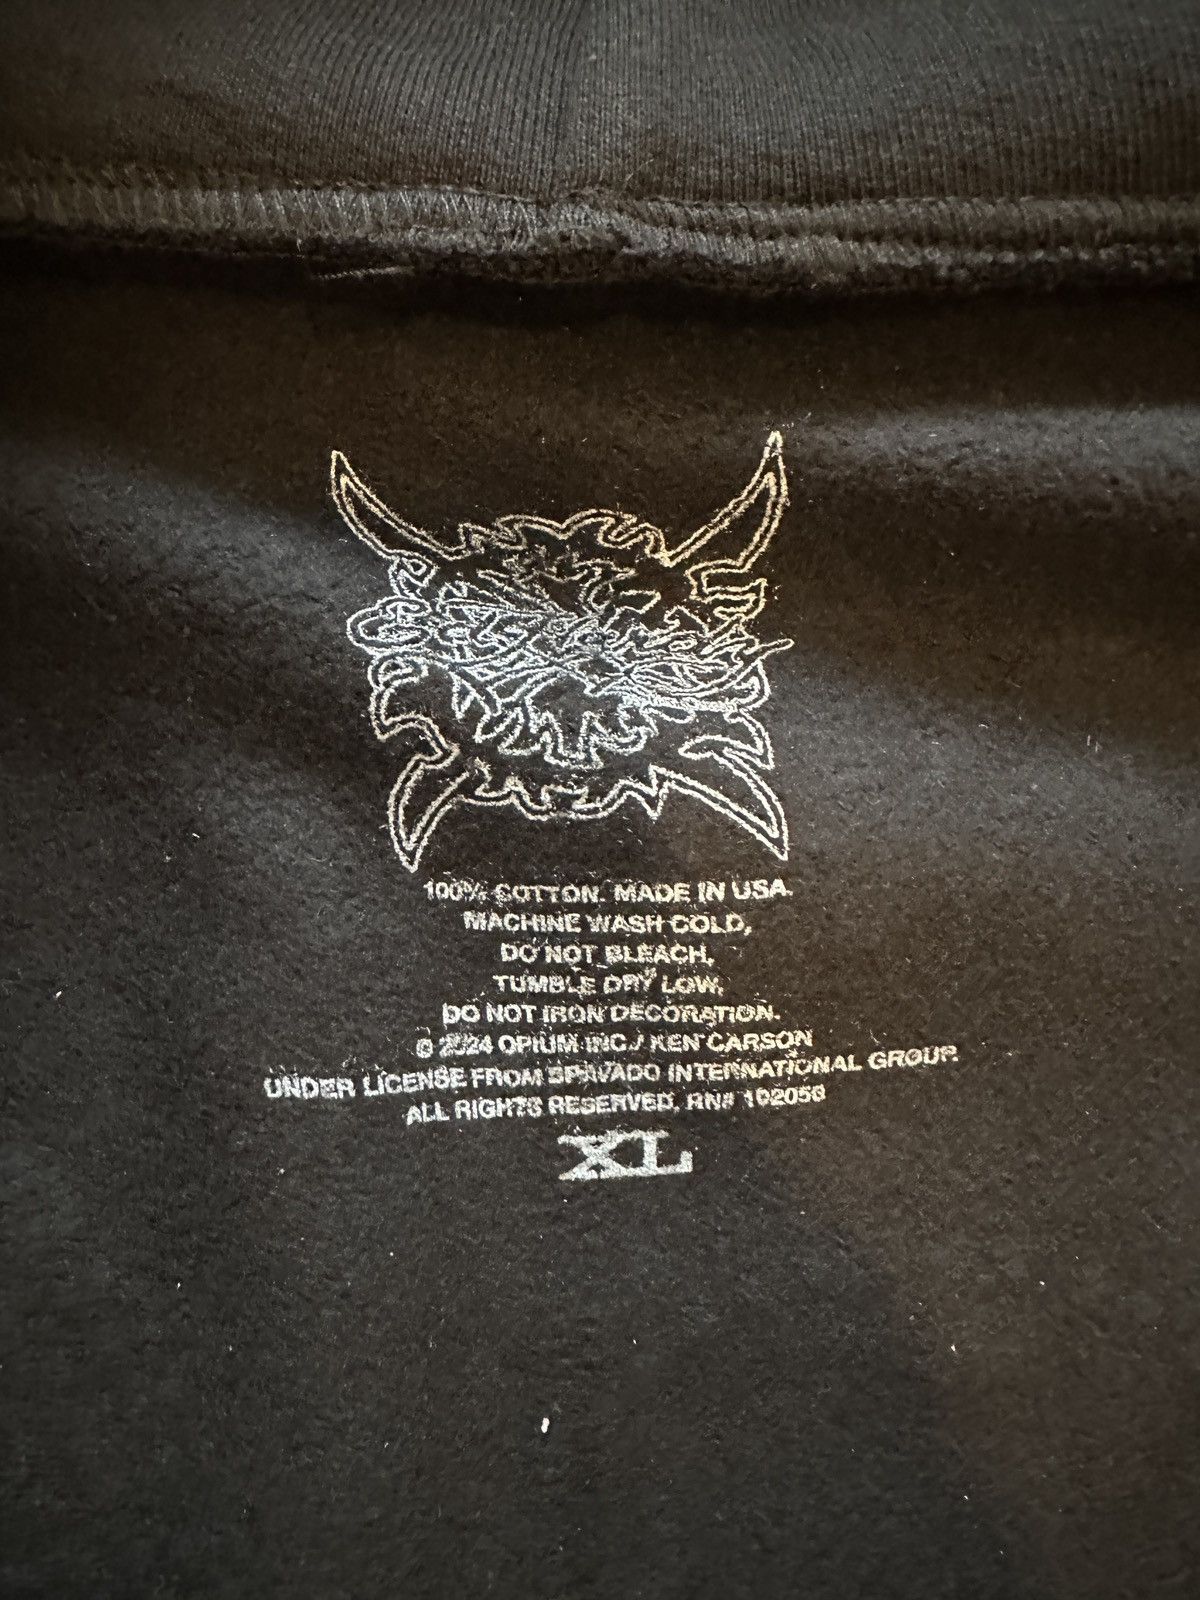 100% COTTON. MADE IN USA.
MACHINE WASH COLD,
DO NOT BLEACH,
TUMBLE DRY LOW,
DO NOT IRON DECORATION.
© 2024 OPIUM INC./ KEN CARSON
UNDER LICENSE FROM BRAVADO INTERNATIONAL GROUP.
ALL RIGHTS RESERVED. RN# 102056
XL